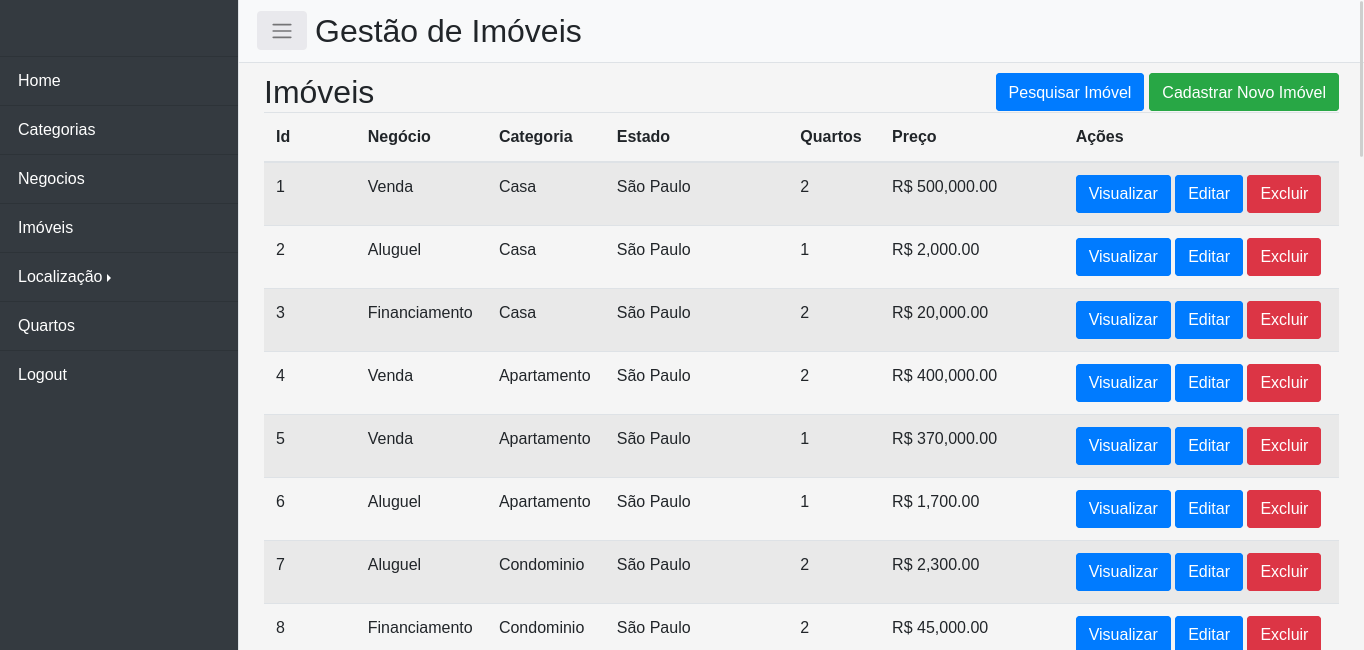 Gestão de Imóveis
Home
Categorias
Negocios
Imóveis
Localização
Quartos
Logout
Imóveis
Pesquisar Imóvel Cadastrar Novo Imóvel
Id Negócio Categoria Estado Quartos Preço Ações
1 Venda Casa São Paulo 2 R$ 500,000.00 Visualizar Editar Excluir
2 Aluguel Casa São Paulo 1 R$ 2,000.00 Visualizar Editar Excluir
3 Financiamento Casa São Paulo 2 R$ 20,000.00 Visualizar Editar Excluir
4 Venda Apartamento São Paulo 2 R$ 400,000.00 Visualizar Editar Excluir
5 Venda Apartamento São Paulo 1 R$ 370,000.00 Visualizar Editar Excluir
6 Aluguel Apartamento São Paulo 1 R$ 1,700.00 Visualizar Editar Excluir
7 Aluguel Condominio São Paulo 2 R$ 2,300.00 Visualizar Editar Excluir
8 Financiamento Condominio São Paulo 2 R$ 45,000.00 Visualizar Editar Excluir